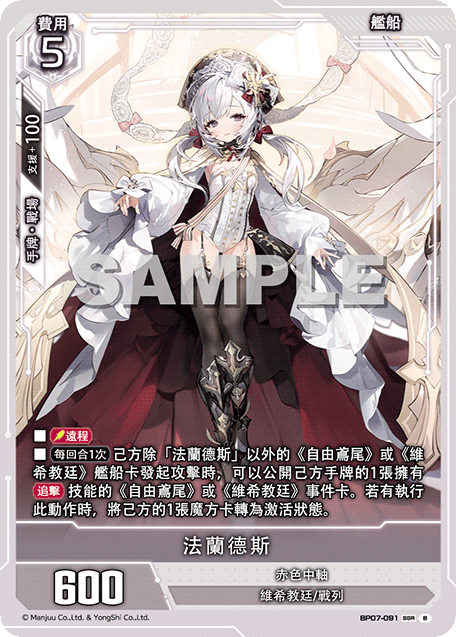 費用
5
艦船
支援+100
手牌·戰場
SAMPLE
■ 遠程
■ 每回合1次 己方除「法蘭德斯」以外的《自由鳶尾》或《維
希教廷》艦船卡發起攻擊時，可以公開己方手牌的1張擁有
追擊 技能的《自由鳶尾》或《維希教廷》事件卡。若有執行
此動作時，將己方的1張魔方卡轉為激活狀態。
法蘭德斯
600
赤色中軸
維希教廷/戰列
© Manjuu Co.,Ltd. & YongShi Co.,Ltd.
BP07-091 SSR B